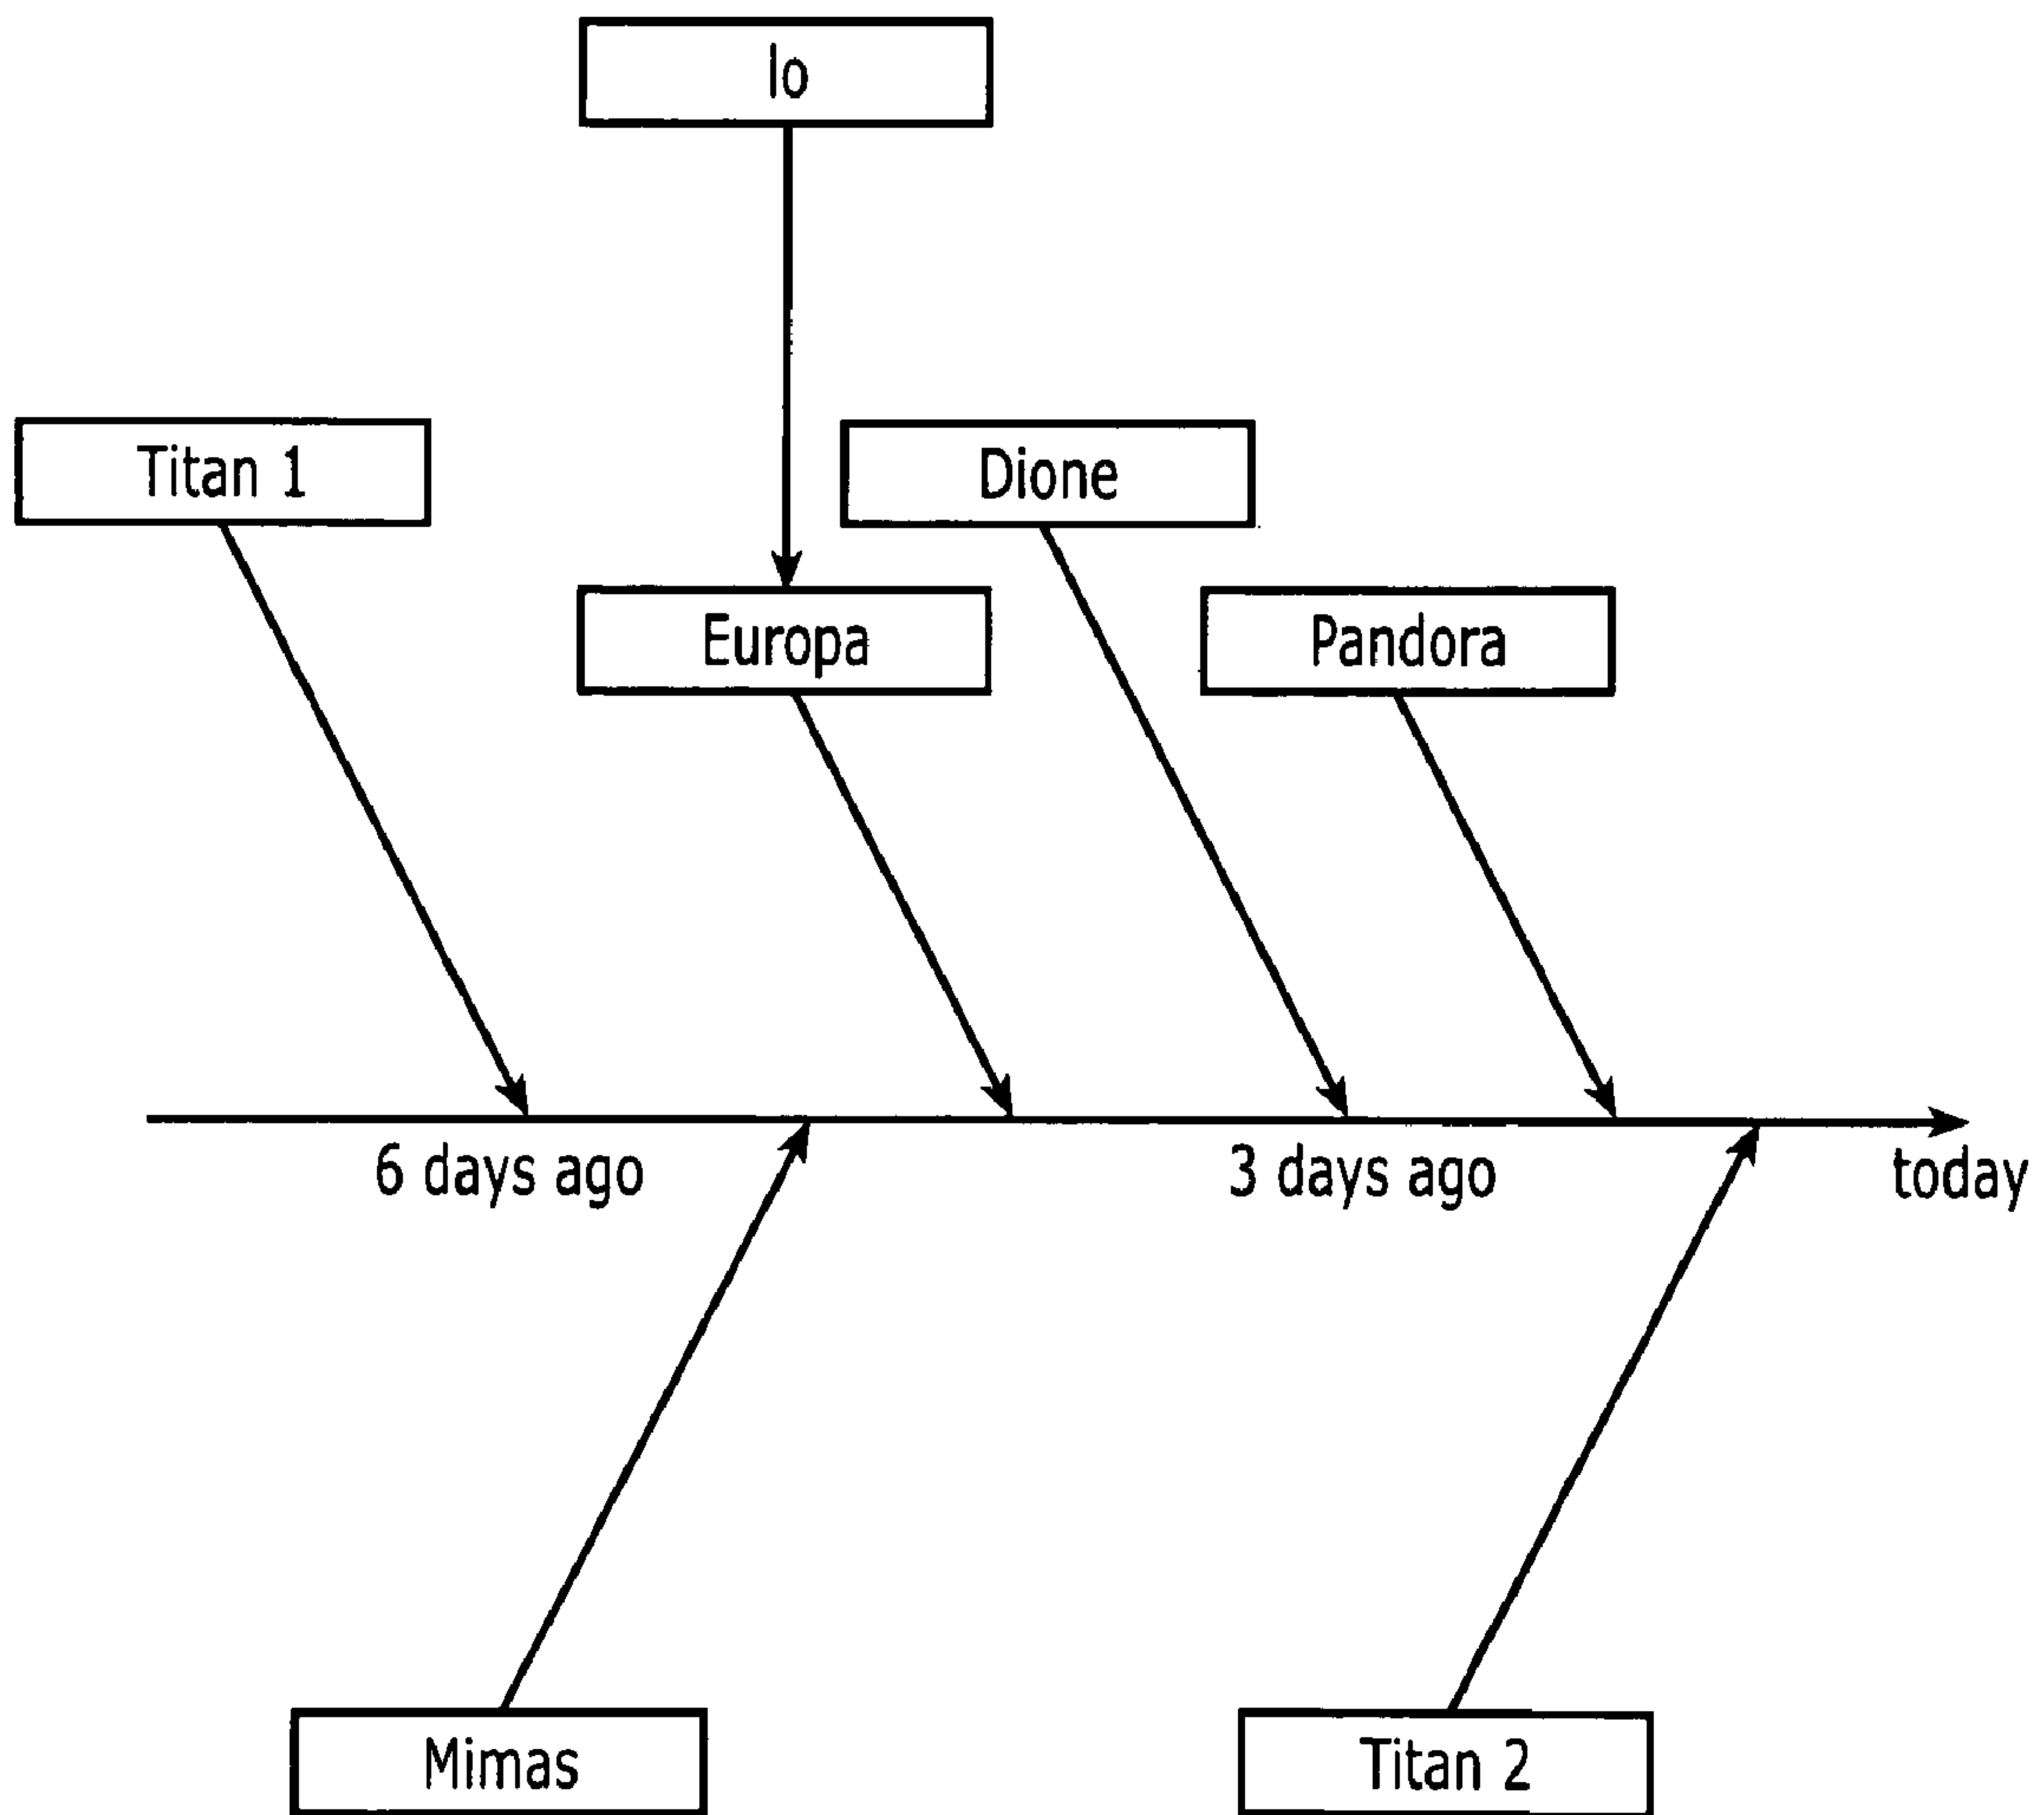 Io
Titan 1
Dione
Europa
Pandora
6 days ago
3 days ago
today
Mimas
Titan 2